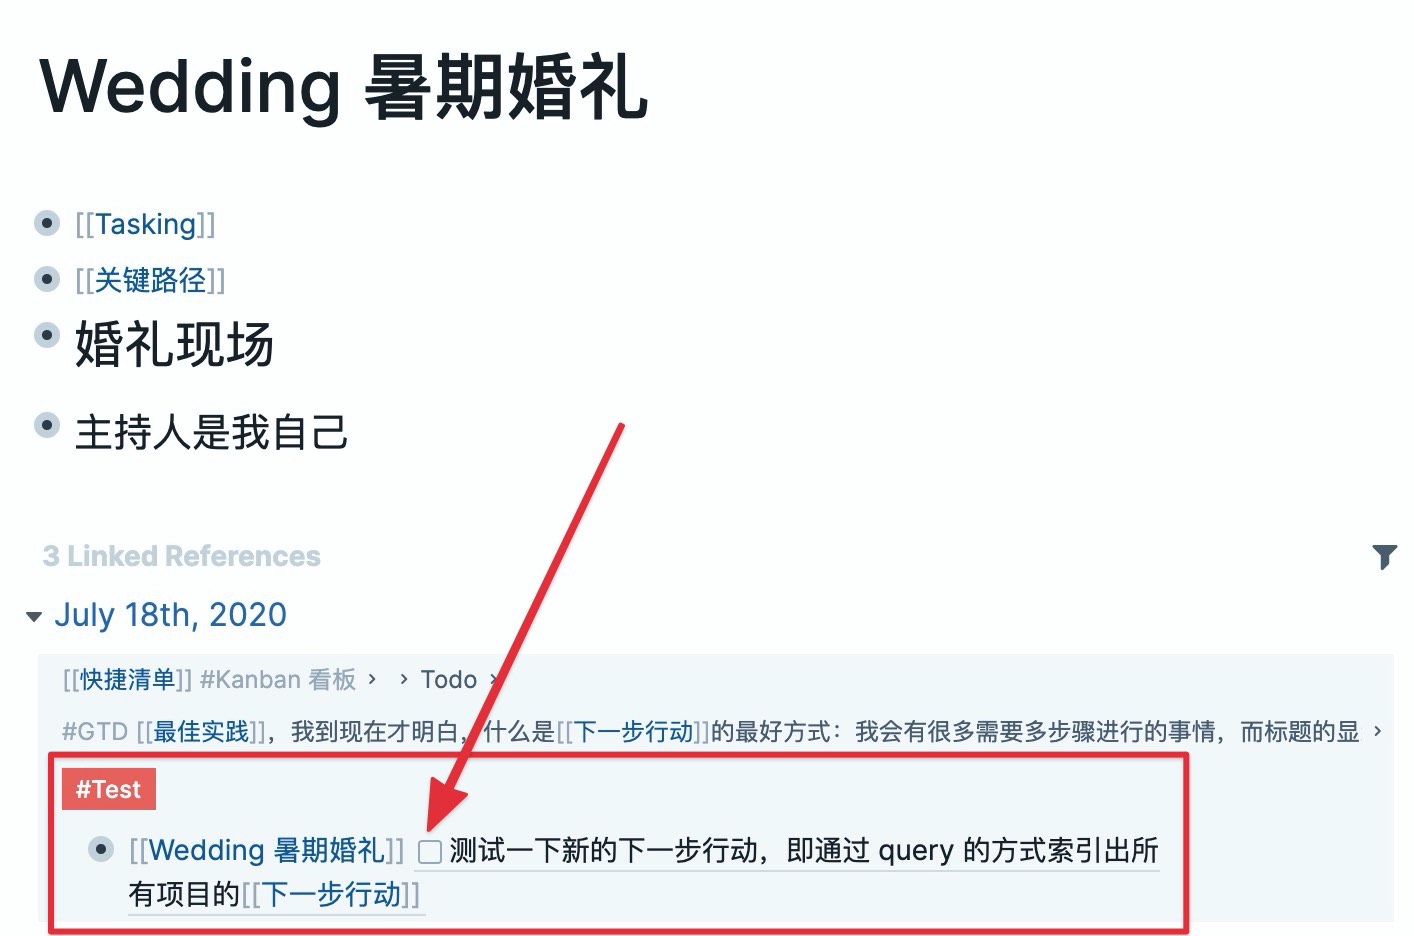 Wedding 暑期婚礼
[[Tasking]]
[[关键路径]]
婚礼现场
主持人是我自己
3 Linked References
July 18th, 2020
[[快捷清单]] #Kanban 看板 › › Todo ›
#GTD [[最佳实践]]，我到现在才明白，什么是[[下一步行动]]的最好方式：我会有很多需要多步骤进行的事情，而标题的显 ›
#Test
[[Wedding 暑期婚礼]] 测试一下新的下一步行动，即通过 query 的方式索引出所
有项目的[[下一步行动]]